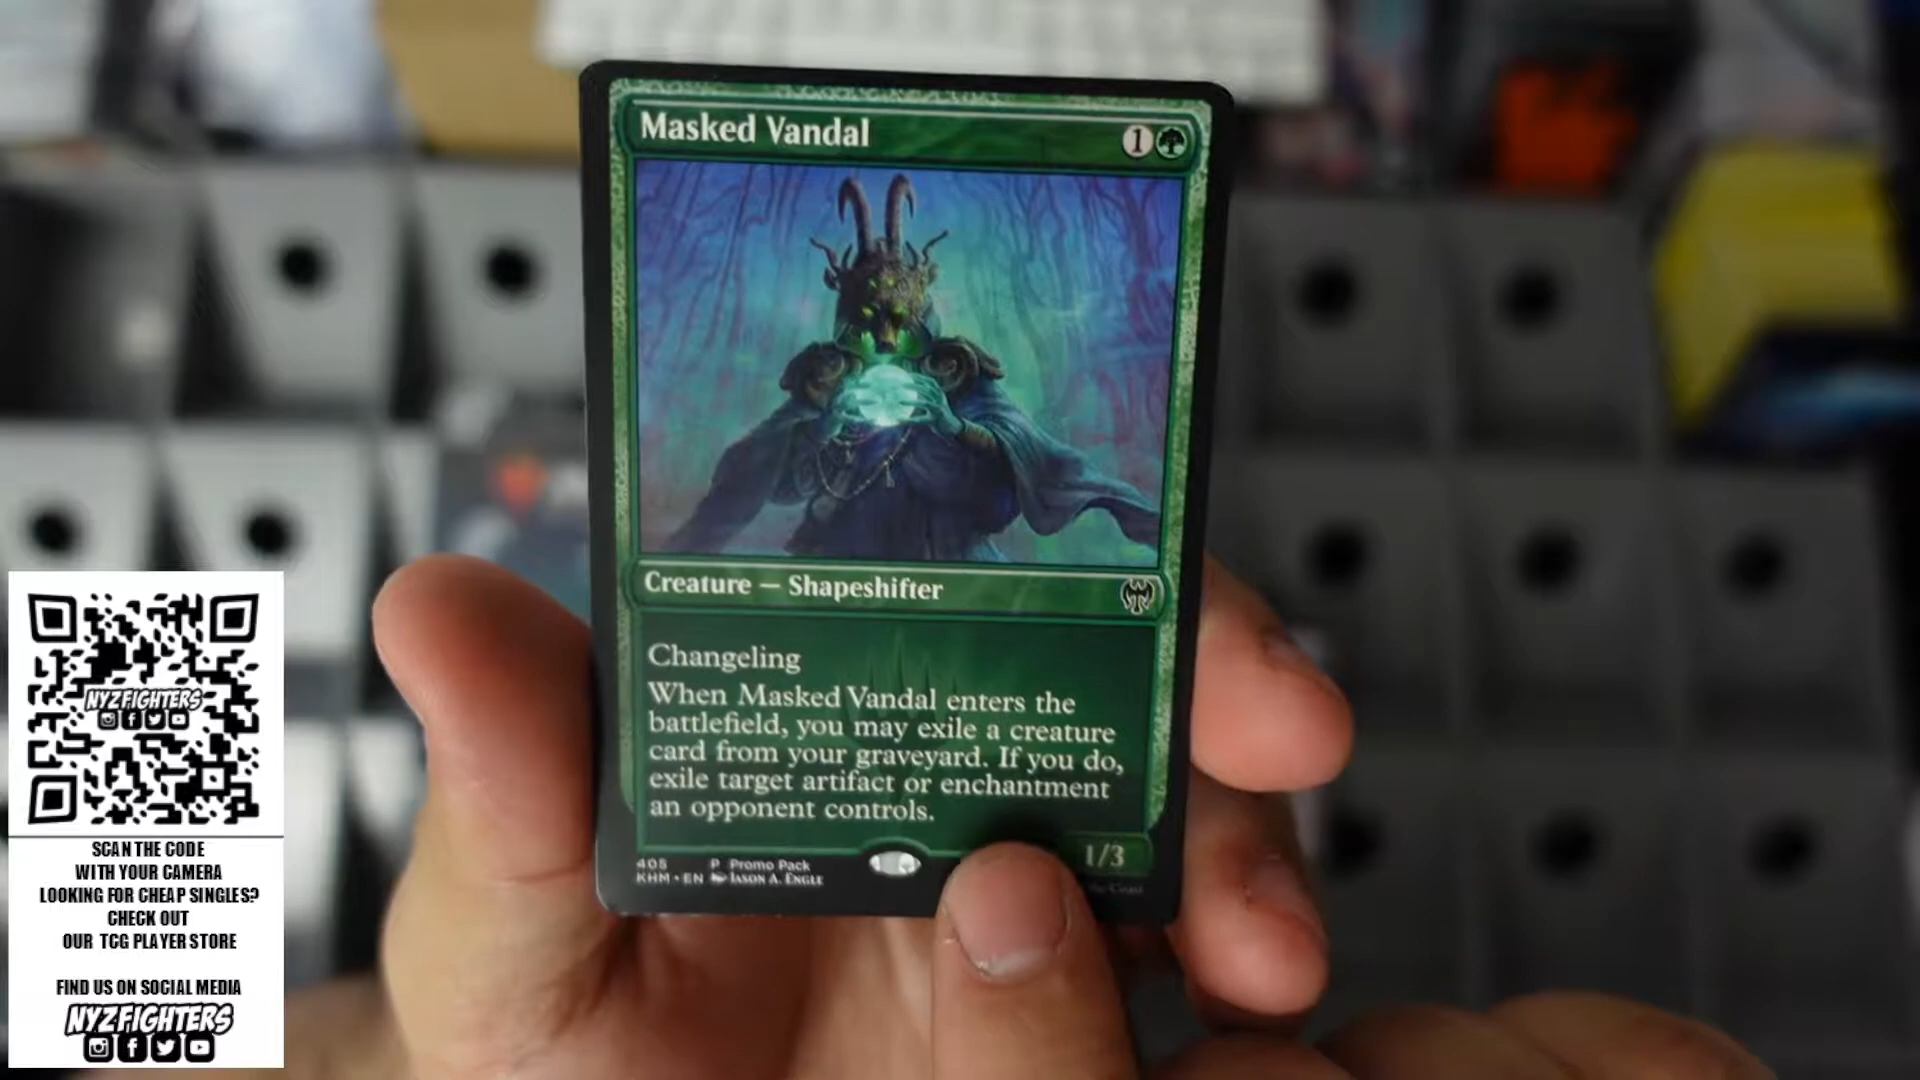 Masked Vandal
1
Creature — Shapeshifter
Changeling
When Masked Vandal enters the
battlefield, you may exile a creature
card from your graveyard. If you do,
exile target artifact or enchantment
an opponent controls.
1/3
405 P Promo Pack
KHM • EN JASON A. ENGLE
the Coast
NYZFIGHTERS
SCAN THE CODE
WITH YOUR CAMERA
LOOKING FOR CHEAP SINGLES?
CHECK OUT
OUR TCG PLAYER STORE
FIND US ON SOCIAL MEDIA
NYZFIGHTERS